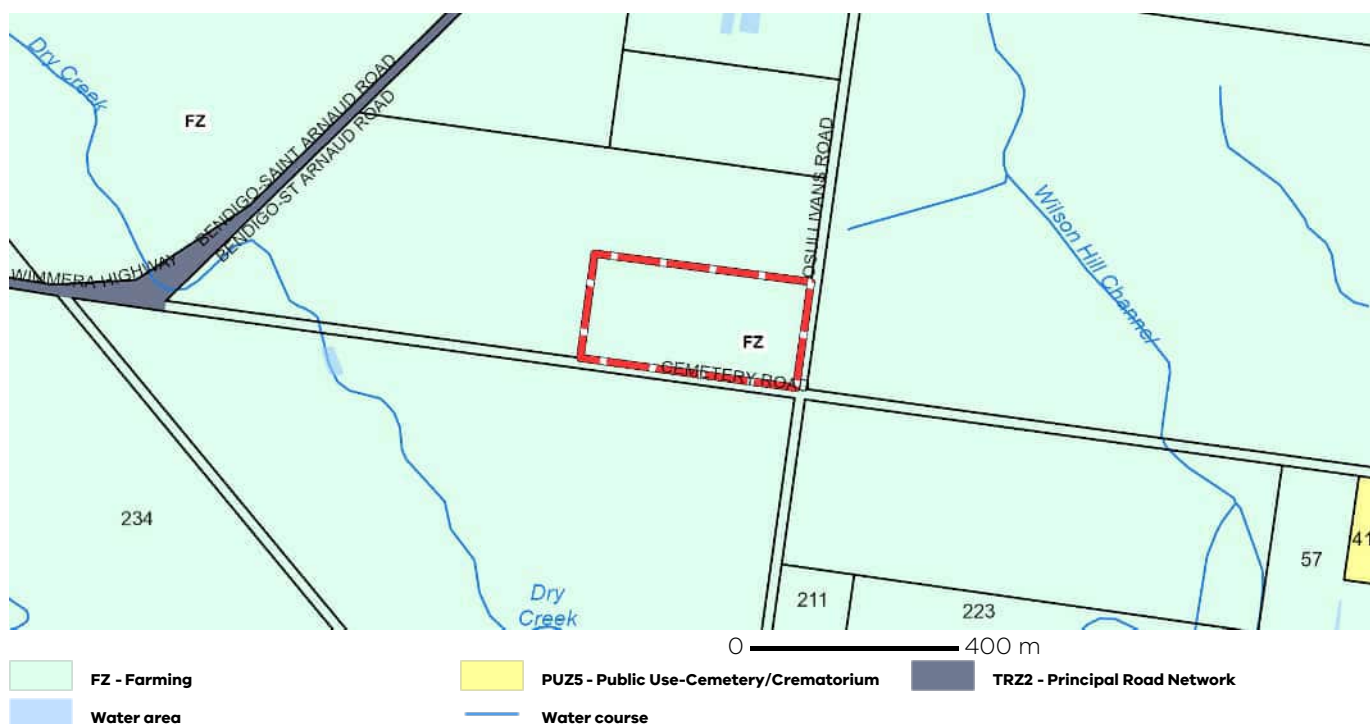 Dry Creek
FZ
BENDIGO-SAINT ARNAUD ROAD
BENDIGO-ST ARNAUD ROAD
WIMMERA HIGHWAY
OSULLIVANS ROAD
Wilson Hill Channel
FZ
CEMETERY ROAD
234
Dry
Creek
211
223
57
41
0 400 m
FZ - Farming
PUZ5 - Public Use-Cemetery/Crematorium
TRZ2 - Principal Road Network
Water area
Water course